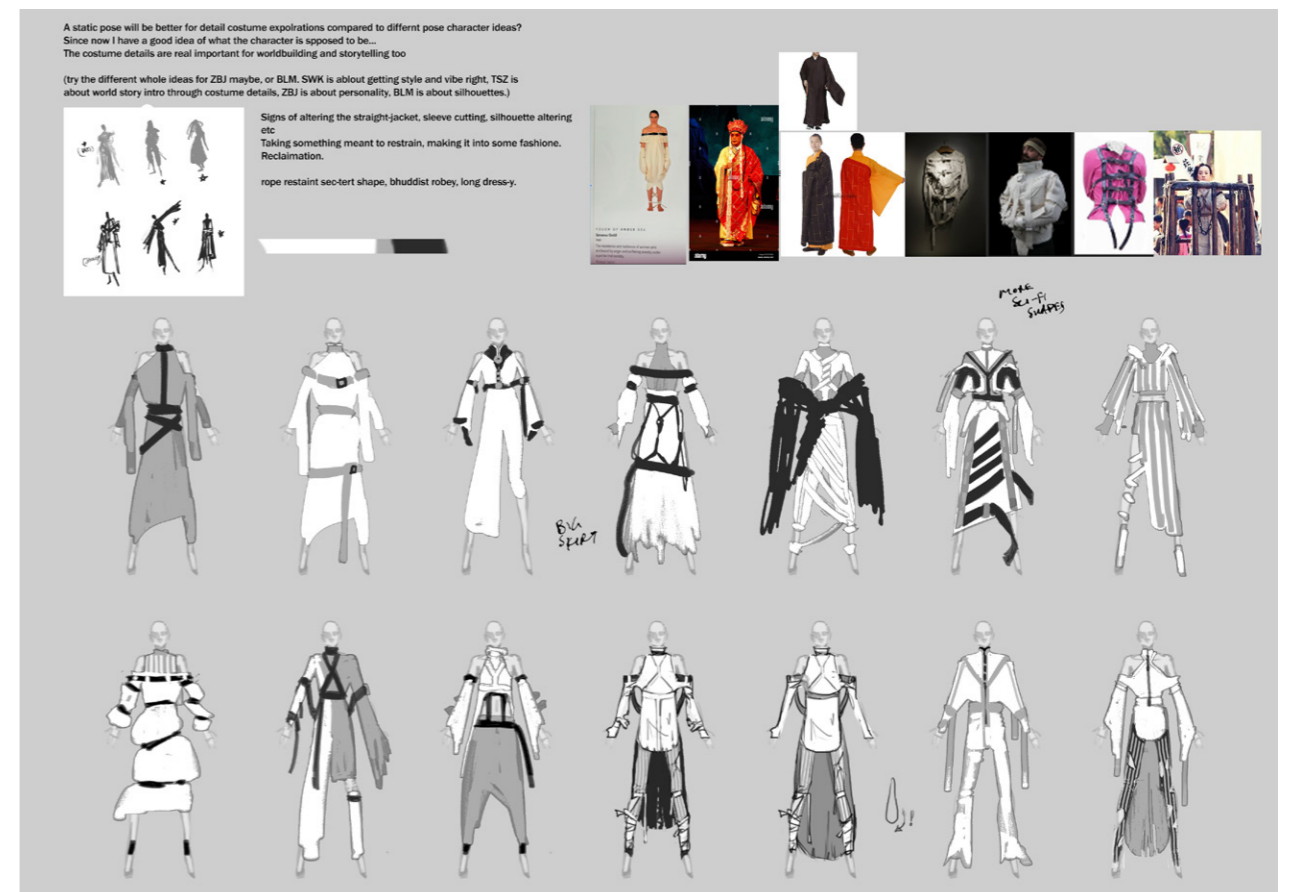 A static pose will be better for detail costume expolrations compared to differnt pose character ideas?
Since now I have a good idea of what the character is spposed to be...
The costume details are real important for worldbuilding and storytelling too
(try the different whole ideas for ZBJ maybe, or BLM. SWK is ablout getting style and vibe right, TSZ is
about world story intro through costume details, ZBJ is about personality, BLM is about silhouettes.)
Signs of altering the straight-jacket, sleeve cutting, silhouette altering
etc
Taking something meant to restrain, making it into some fashione.
Reclaimation.
rope restaint sec-tert shape, bhuddist robey, long dress-y.
alamy
MORE
SCI-FI
SHAPES
BIG
SKIRT